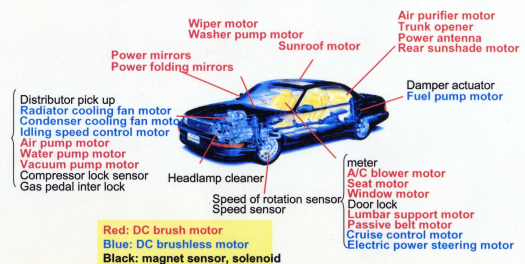 Wiper motor
Washer pump motor
Sunroof motor
Air purifier motor
Trunk opener
Power antenna
Rear sunshade motor
Power mirrors
Power folding mirrors
Damper actuator
Fuel pump motor
Distributor pick up
Radiator cooling fan motor
Condenser cooling fan motor
Idling speed control motor
Air pump motor
Water pump motor
Vacuum pump motor
Compressor lock sensor
Gas pedal inter lock
Headlamp cleaner
Speed of rotation sensor
Speed sensor
meter
A/C blower motor
Seat motor
Window motor
Door lock
Lumbar support motor
Passive belt motor
Cruise control motor
Electric power steering motor
Red: DC brush motor
Blue: DC brushless motor
Black: magnet sensor, solenoid